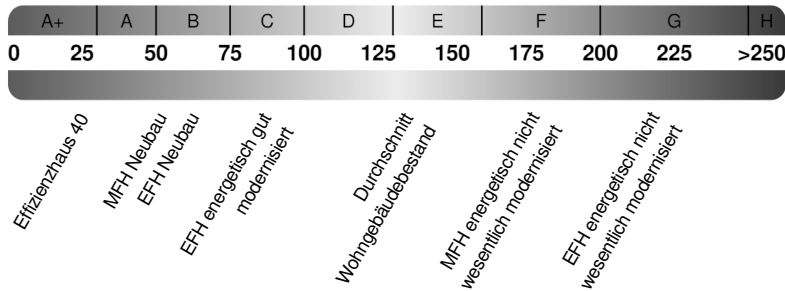 A+ A B C D E F G H
0 25 50 75 100 125 150 175 200 225 >250
Effizienzhaus 40
MFH Neubau
EFH Neubau
EFH energetisch gut
modernisiert
Durchschnitt
Wohngebäudebestand
MFH energetisch nicht
wesentlich modernisiert
EFH energetisch nicht
wesentlich modernisiert